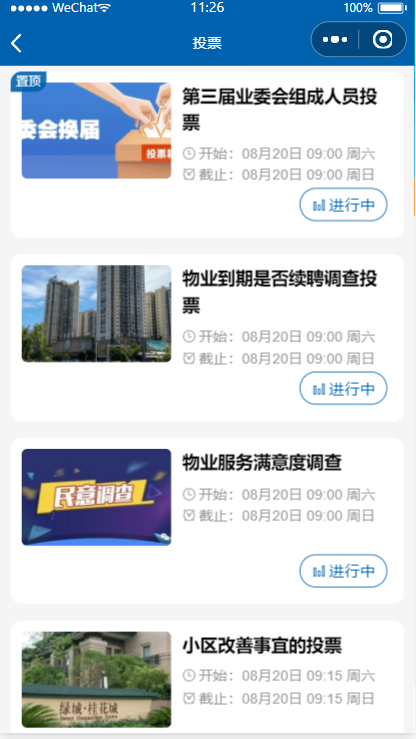 WeChat 11:26 100%
投票
置顶
委会换届
第三届业委会组成人员投
票
开始：08月20日 09:00 周六
截止：08月20日 09:00 周日
进行中
物业到期是否续聘调查投
票
开始：08月20日 09:00 周六
截止：08月20日 09:00 周日
进行中
民意调查
物业服务满意度调查
开始：08月20日 09:00 周六
截止：08月20日 09:00 周日
进行中
小区改善事宜的投票
开始：08月20日 09:15 周六
截止：08月20日 09:15 周日
绿城·桂花城